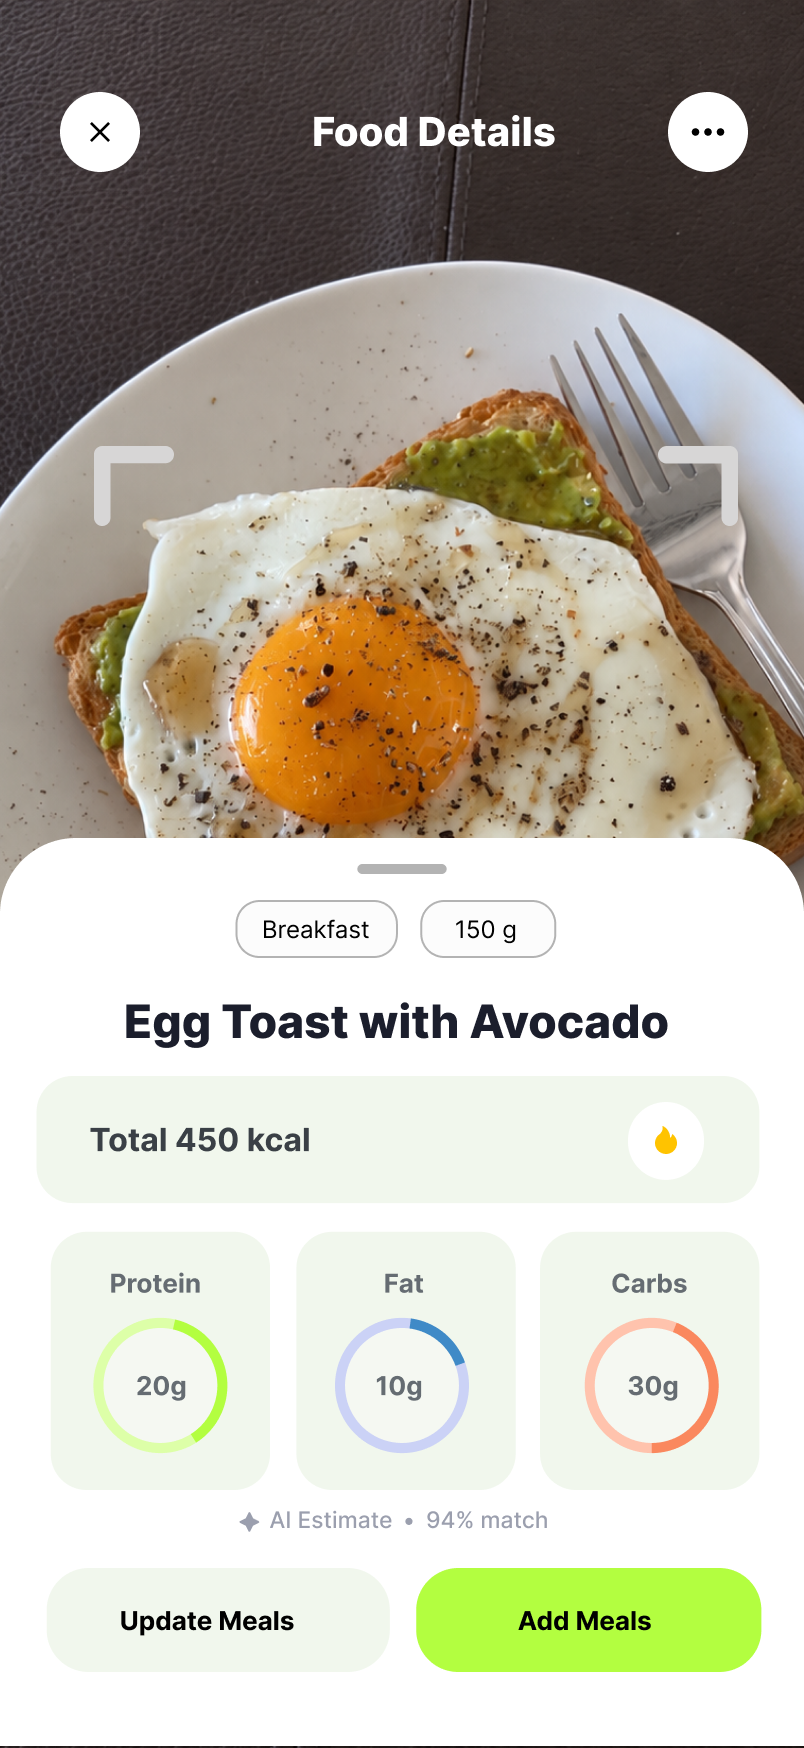 Food Details
Breakfast
150 g
Egg Toast with Avocado
Total 450 kcal
Protein
Fat
Carbs
20g
10g
30g
AI Estimate • 94% match
Update Meals
Add Meals